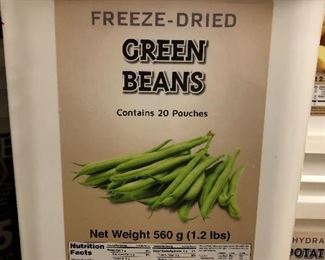 FREEZE-DRIED
GREEN
BEANS
Contains 20 Pouches
Net Weight 560 g (1.2 lbs)
Nutrition
Facts
HYDRA
POTAT